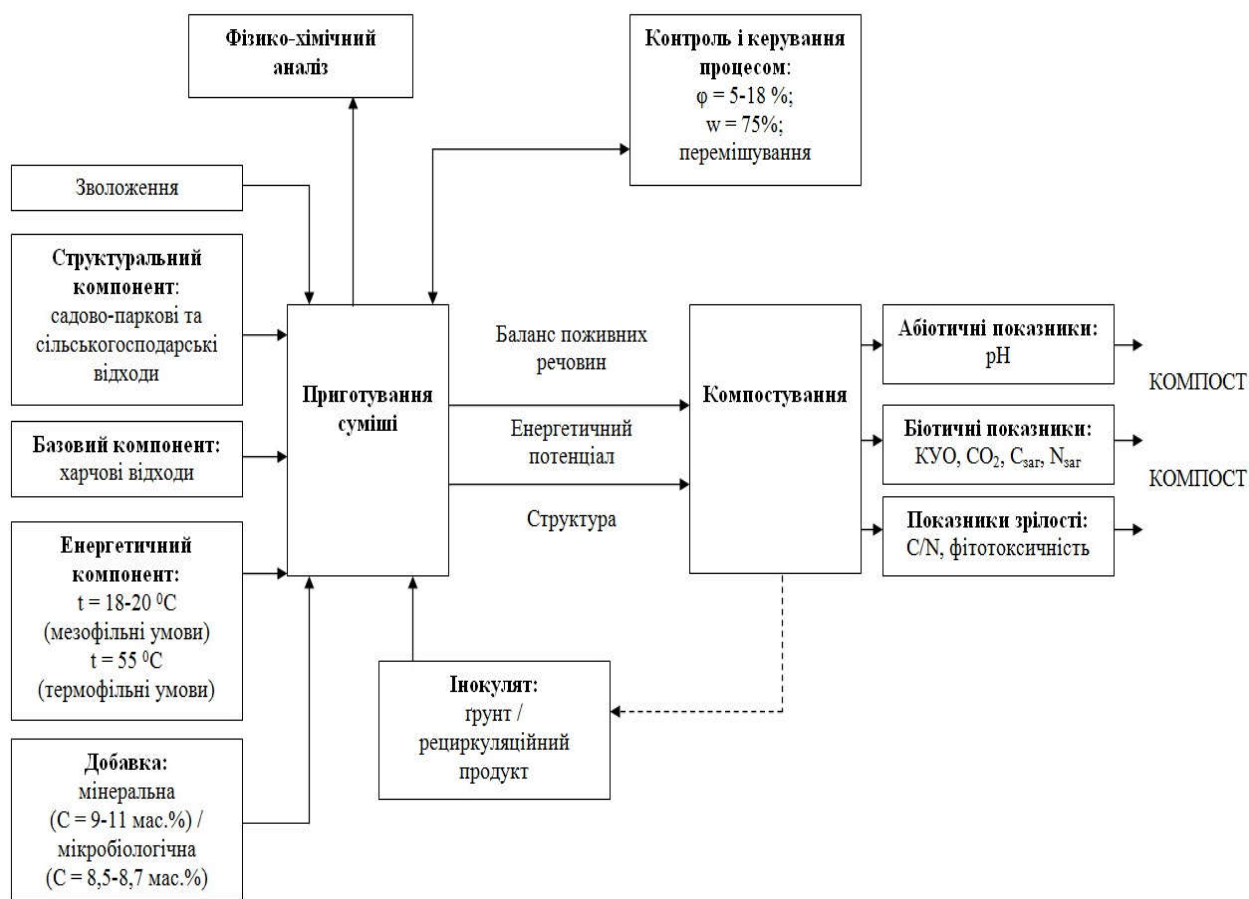 Фізико-хімічний
аналіз
Контроль і керування
процесом:
φ = 5-18 %;
w = 75%;
перемішування
Зволоження
Структуральний
компонент:
садово-паркові та
сільськогосподарські
відходи
Базовий компонент:
харчові відходи
Енергетичний
компонент:
t = 18-20 ⁰C
(мезофільні умови)
t = 55 ⁰C
(термофільні умови)
Добавка:
мінеральна
(C = 9-11 мас.%) /
мікробіологічна
(C = 8,5-8,7 мас.%)
Приготування
суміші
Баланс поживних
речовин
Енергетичний
потенціал
Структура
Інокулят:
ґрунт /
рециркуляційний
продукт
Компостування
Абіотичні показники:
pH
Біотичні показники:
КУО, CO₂, Cзаг, Nзаг
Показники зрілості:
C/N, фітотоксичність
КОМПОСТ
КОМПОСТ